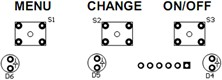 MENU CHANGE ON/OFF
S1 S2 S3
D6 D5 D4